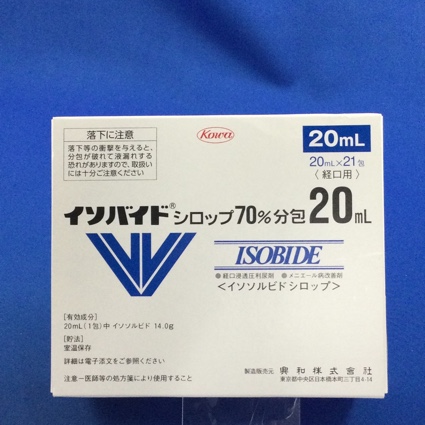 落下に注意
落下等の衝撃を与えると、
分包が破れて液漏れする
恐れがありますので、取扱い
には十分ご注意ください
Kowa
20mL
20mL×21包
〈経口用〉
イソバイド®シロップ70%分包20mL
ISOBIDE
●経口浸透圧利尿剤 ●メニエール病改善剤
<イソソルビドシロップ>
[有効成分]
20mL(1包)中 イソソルビド 14.0g
[貯法]
室温保存
詳細は電子添文をご参照ください
注意-医師等の処方箋により使用すること
製造販売元 興和株式会社
東京都中央区日本橋本町三丁目4-14